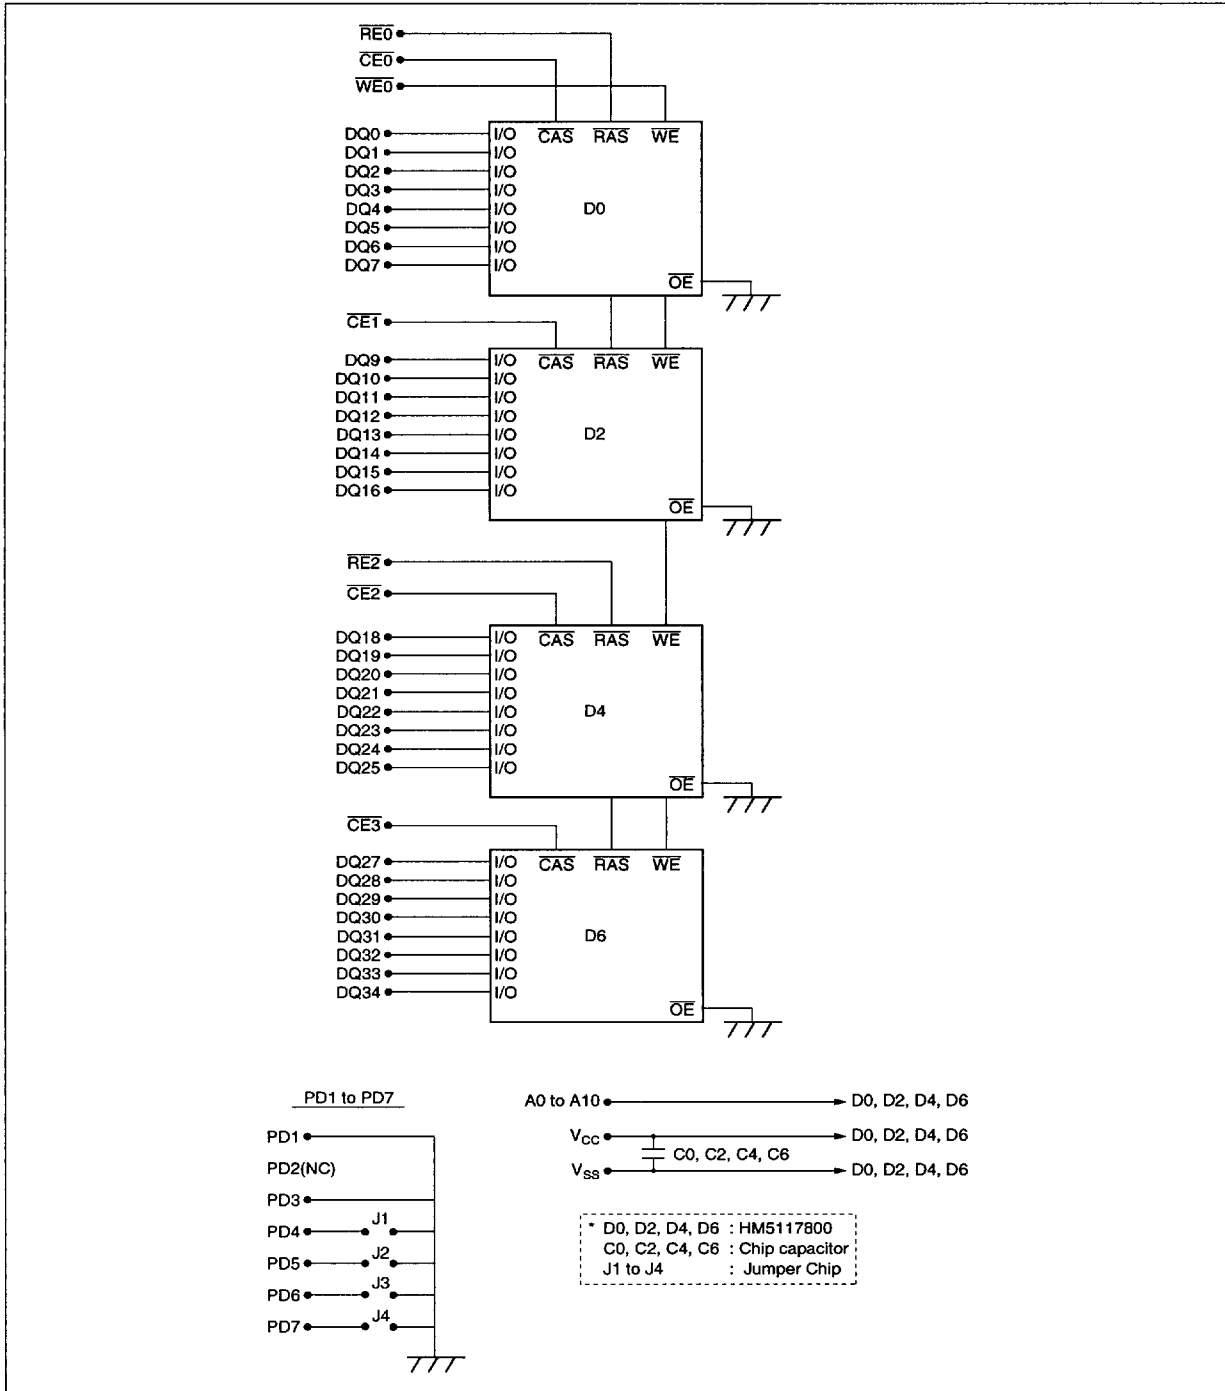 RE0
CE0
WE0
CAS RAS WE
DQ0 I/O
DQ1 I/O
DQ2 I/O
DQ3 I/O
DQ4 I/O
D0
DQ5 I/O
DQ6 I/O
DQ7 I/O
OE
CE1
CAS RAS WE
DQ9 I/O
DQ10 I/O
DQ11 I/O
DQ12 I/O
DQ13 I/O
D2
DQ14 I/O
DQ15 I/O
DQ16 I/O
OE
RE2
CE2
CAS RAS WE
DQ18 I/O
DQ19 I/O
DQ20 I/O
DQ21 I/O
DQ22 I/O
D4
DQ23 I/O
DQ24 I/O
DQ25 I/O
OE
CE3
CAS RAS WE
DQ27 I/O
DQ28 I/O
DQ29 I/O
DQ30 I/O
DQ31 I/O
D6
DQ32 I/O
DQ33 I/O
DQ34 I/O
OE
PD1 to PD7
PD1
PD2(NC)
PD3
PD4 J1
PD5 J2
PD6 J3
PD7 J4
A0 to A10 D0, D2, D4, D6
VCC D0, D2, D4, D6
C0, C2, C4, C6
VSS D0, D2, D4, D6
* D0, D2, D4, D6 : HM5117800
C0, C2, C4, C6 : Chip capacitor
J1 to J4 : Jumper Chip